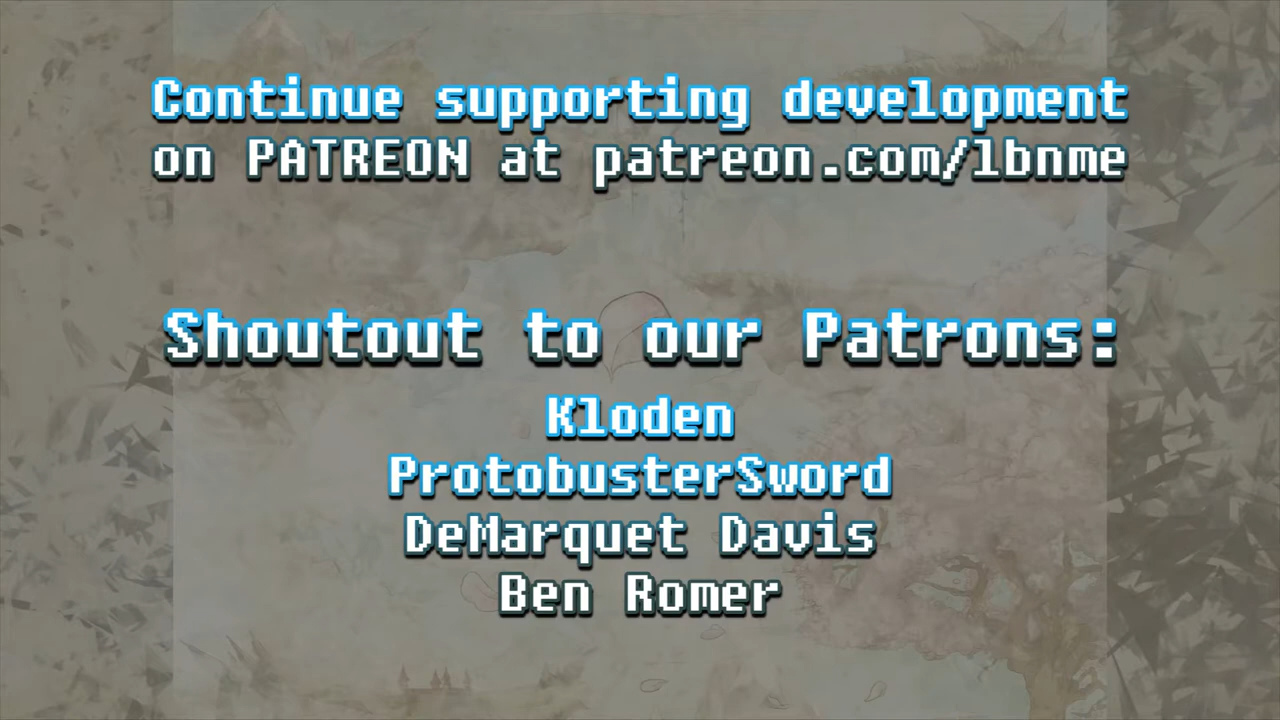 Continue supporting development
on PATREON at patreon.com/lbnme
Shoutout to our Patrons:
Kloden
ProtobusterSword
DeMarquet Davis
Ben Romer